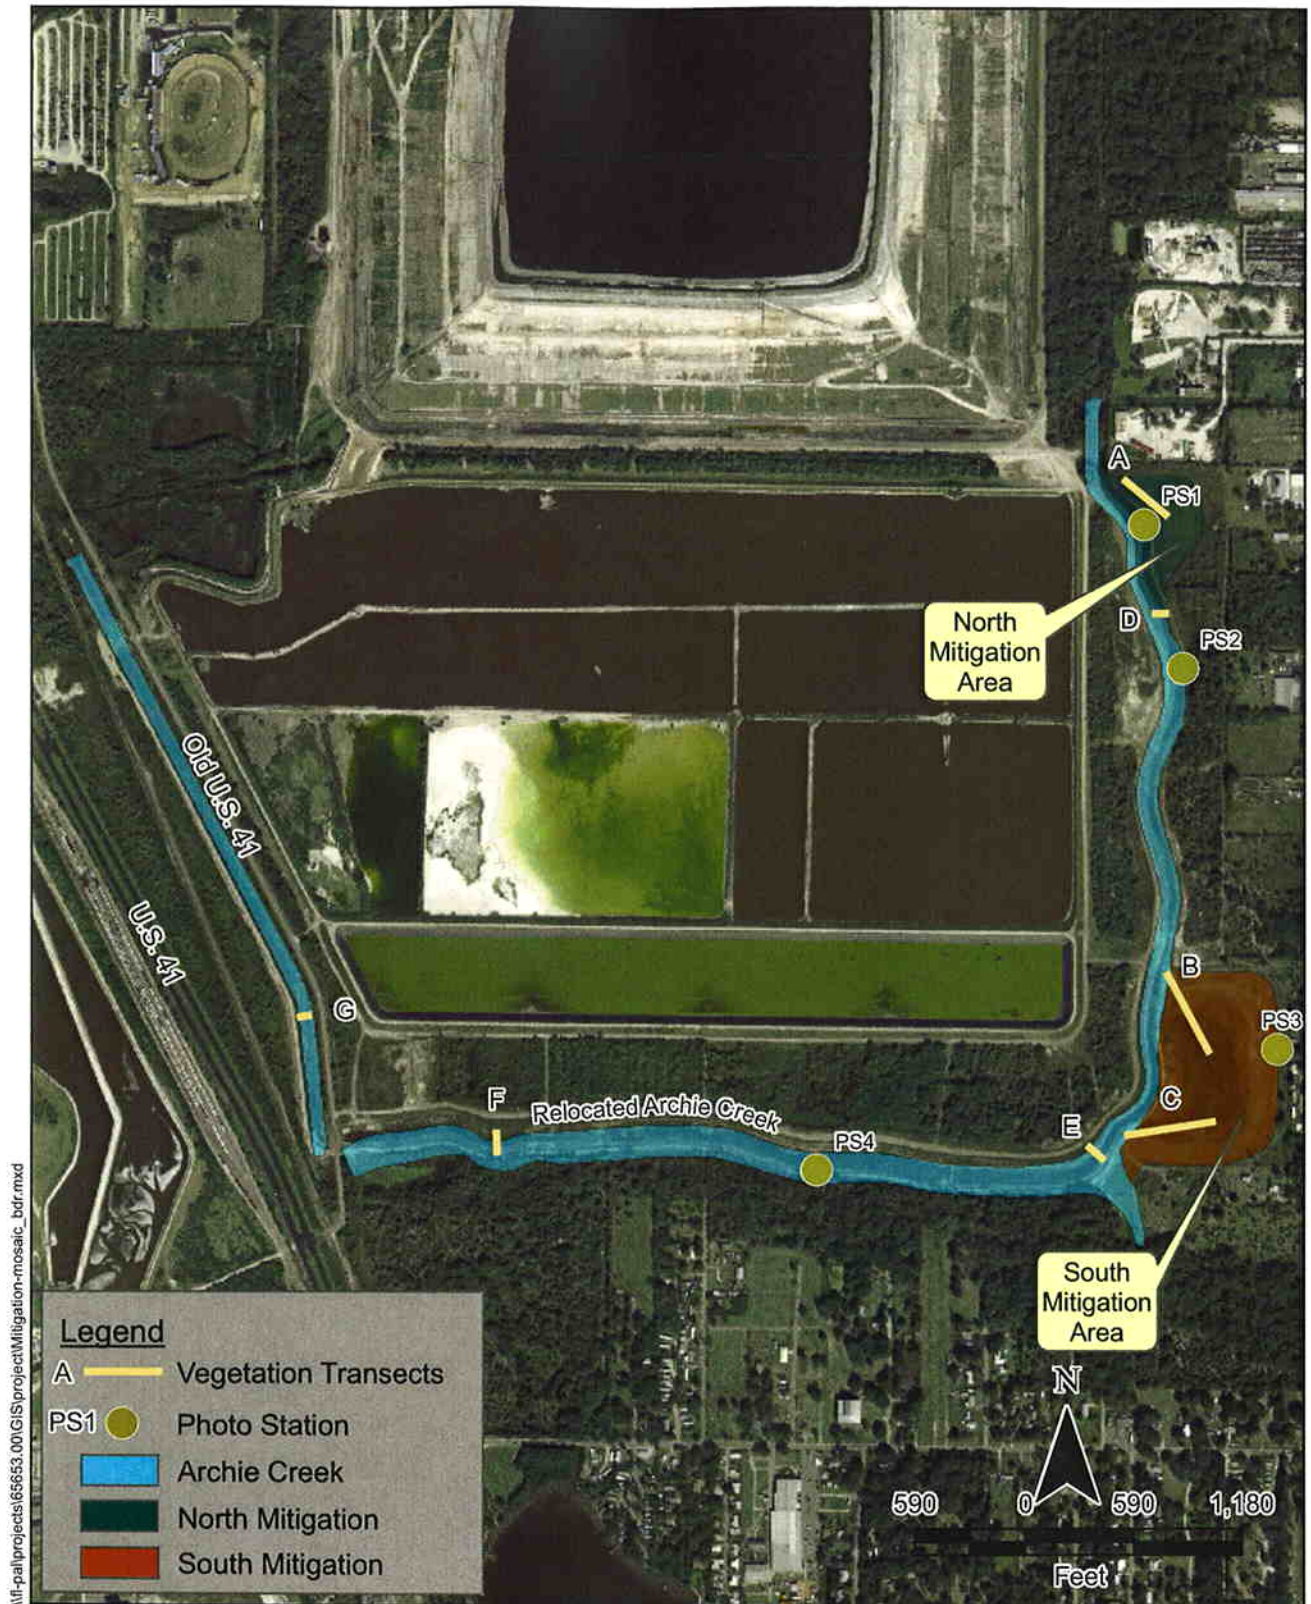 A
PS1
North
Mitigation
Area
D
PS2
Old U.S. 41
U.S. 41
B
PS3
G
C
F
Relocated Archie Creek
E
PS4
South
Mitigation
Area
Legend
A Vegetation Transects
PS1 Photo Station
Archie Creek
North Mitigation
South Mitigation
N
590 0 590 1,180
Feet
\\fl-pal\projects\65653.00\GIS\project\Mitigation-mosaic_bdr.mxd